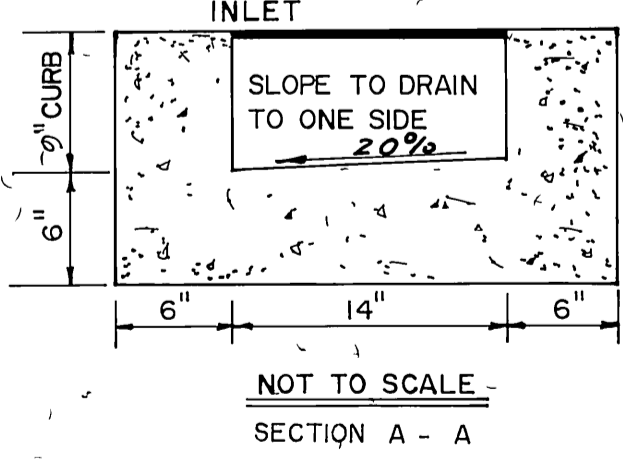 INLET
9" CURB
SLOPE TO DRAIN
TO ONE SIDE
20%
6"
6"
14"
6"
NOT TO SCALE
SECTION A - A